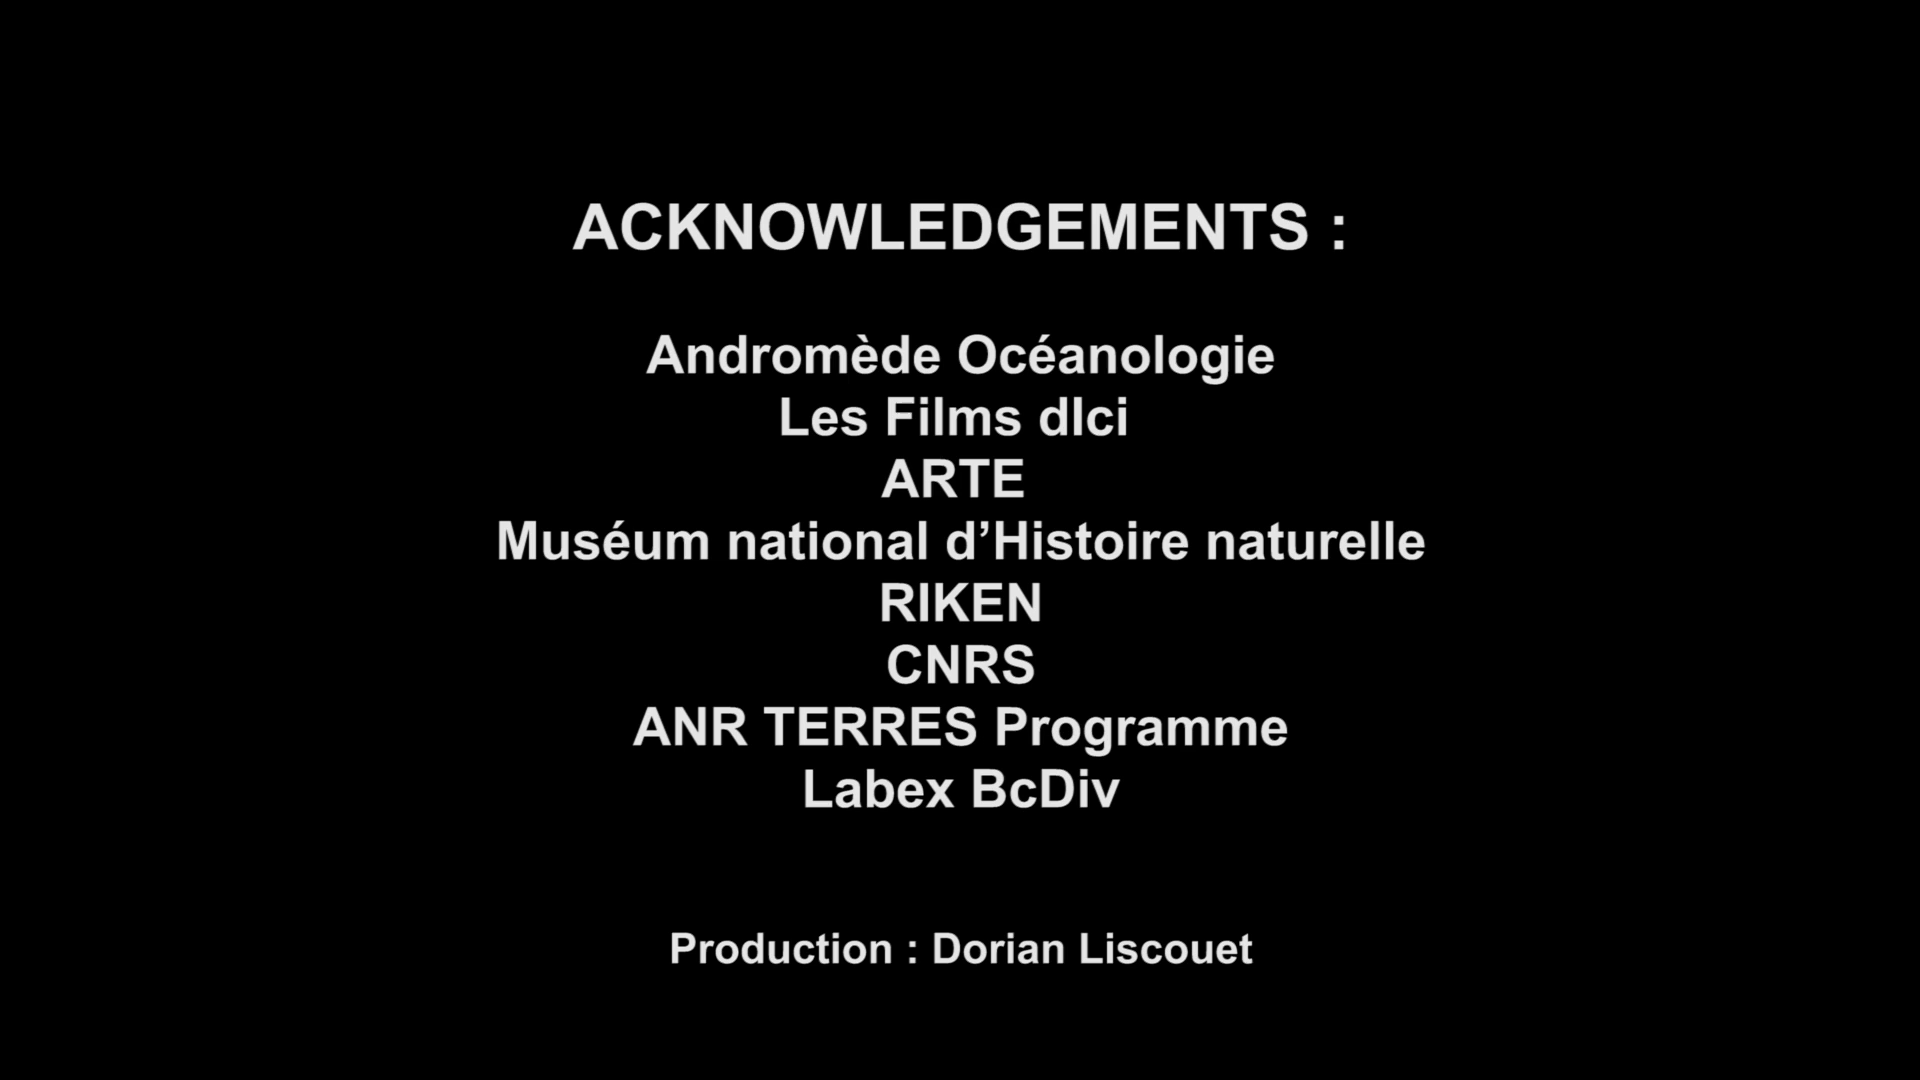 ACKNOWLEDGEMENTS :
Andromède Océanologie
Les Films dIci
ARTE
Muséum national d’Histoire naturelle
RIKEN
CNRS
ANR TERRES Programme
Labex BcDiv
Production : Dorian Liscouet